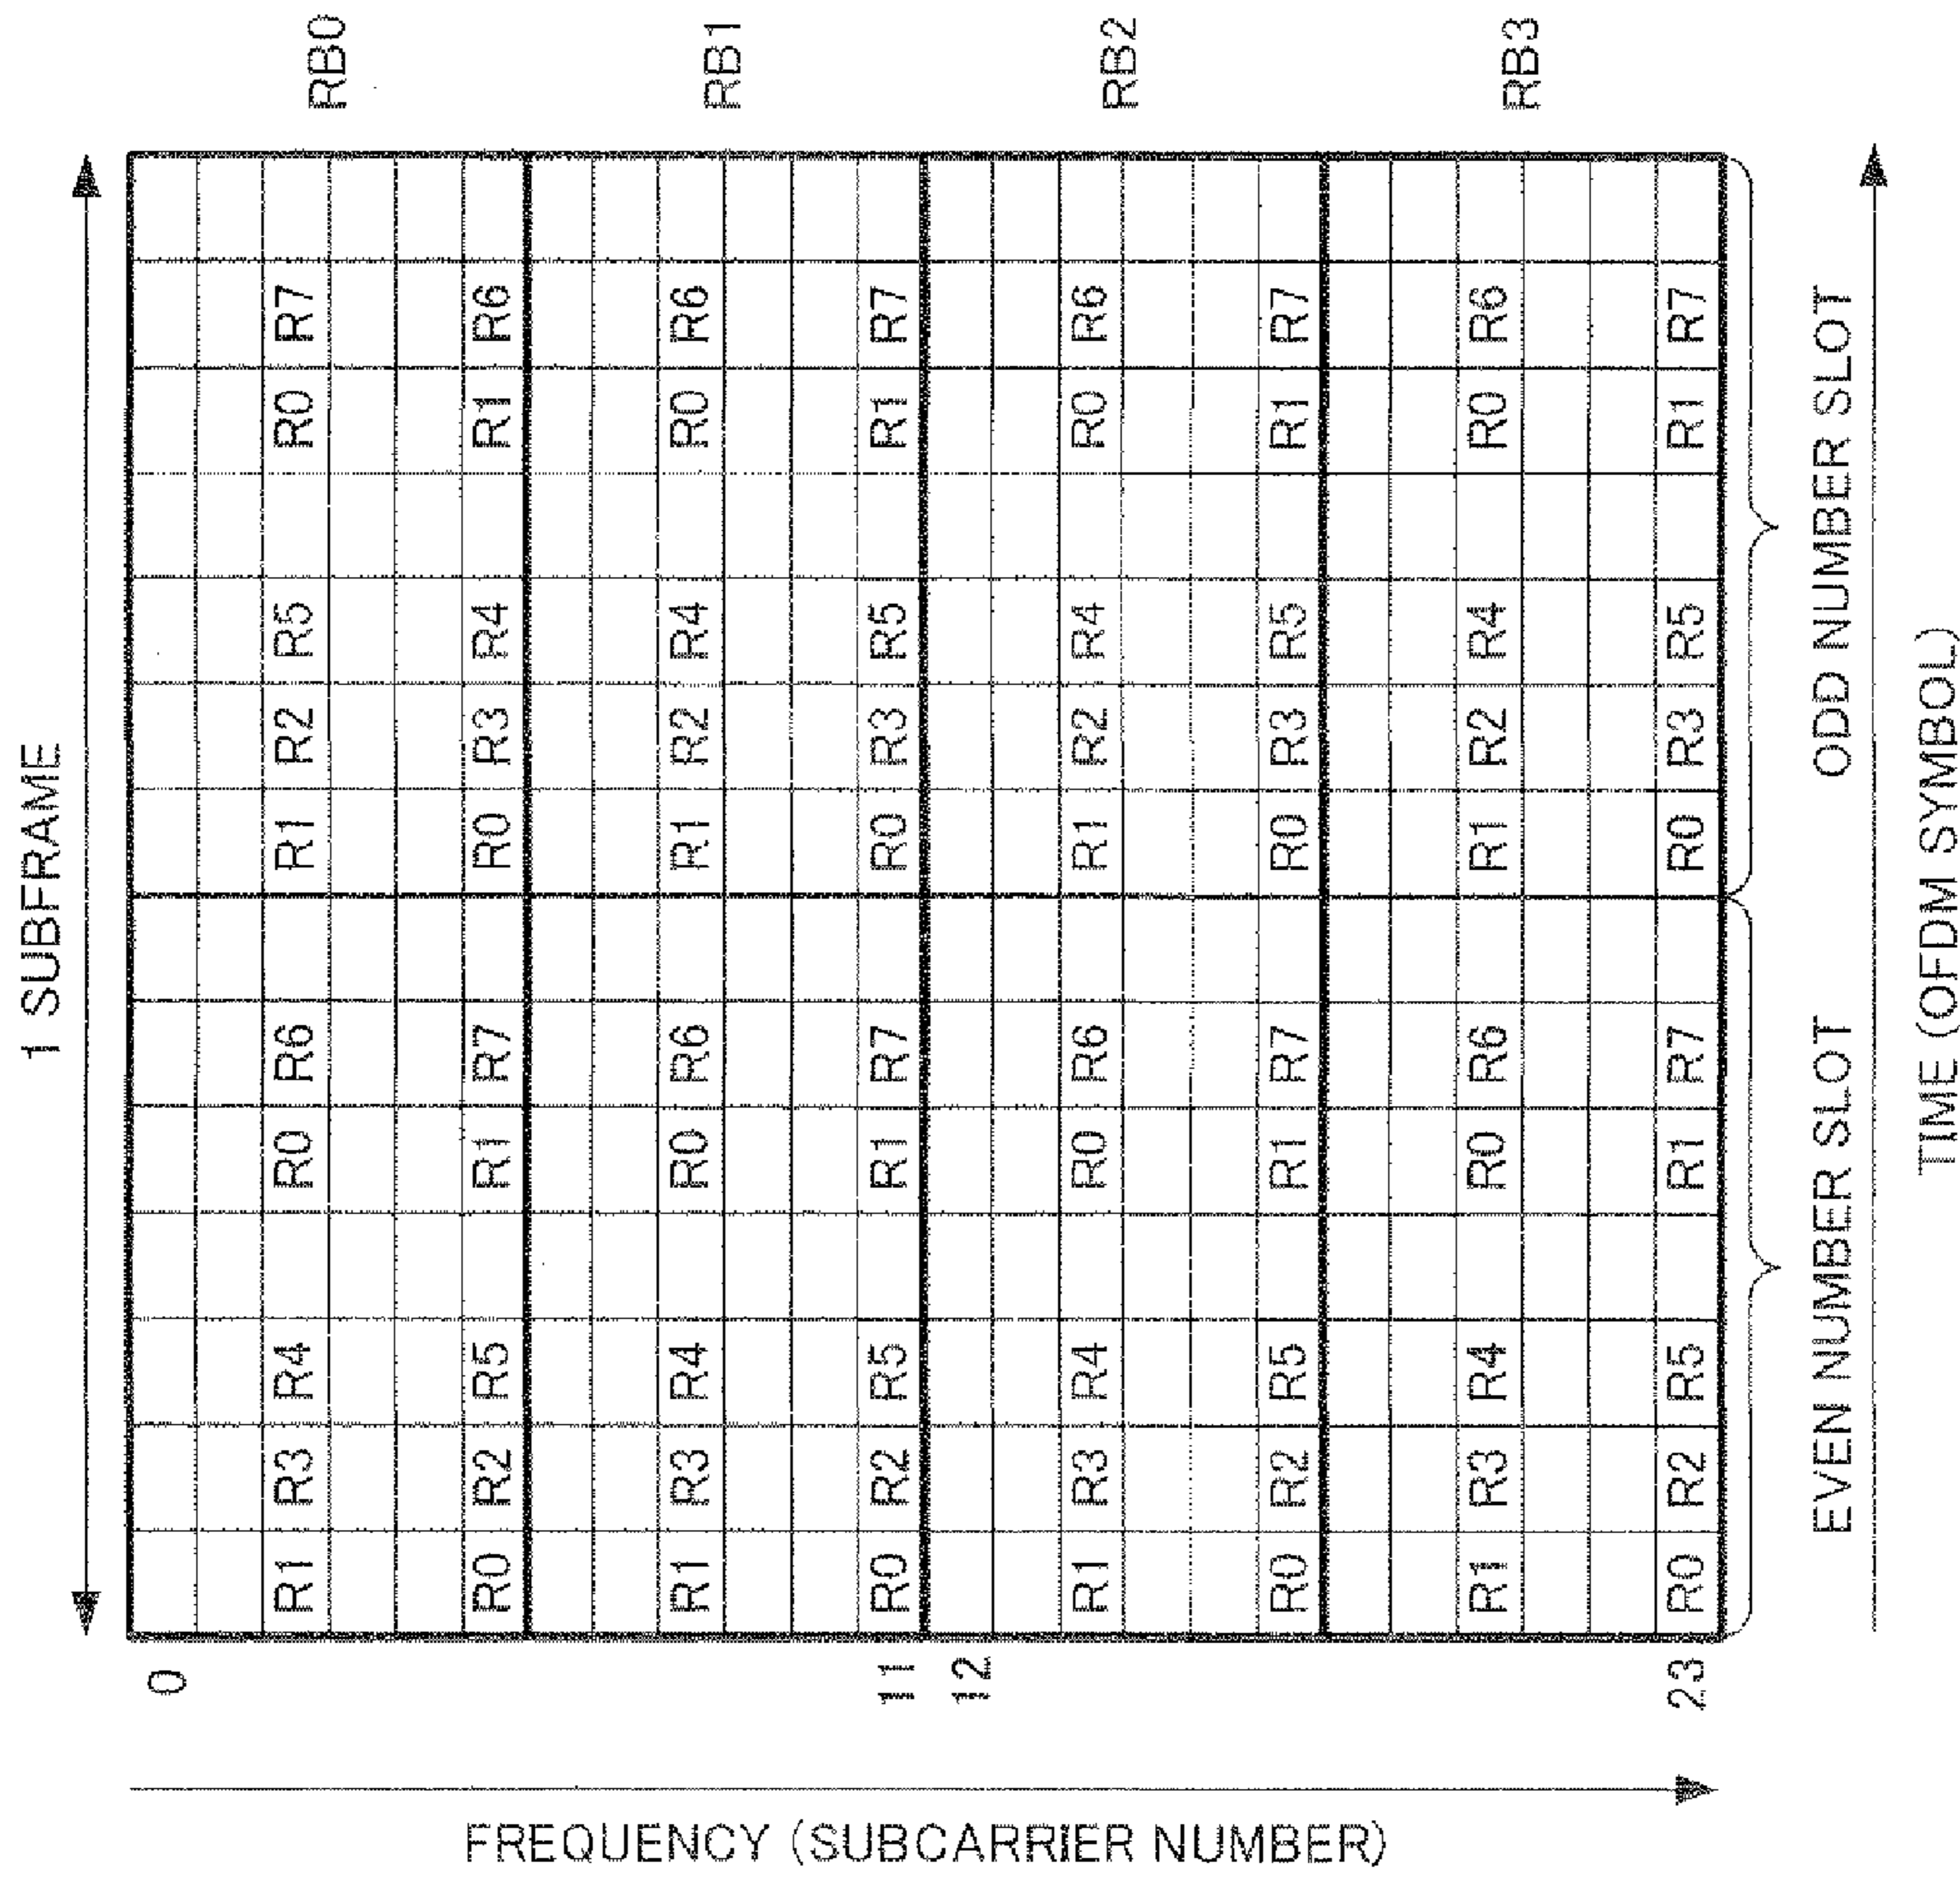 1 SUBFRAME
0
R1 R3 R4 R0 R6 R1 R2 R5 R0 R7
RB0
R0 R2 R5 R1 R7 R0 R3 R4 R1 R6
R1 R3 R4 R0 R6 R1 R2 R4 R0 R6
RB1
11 R0 R2 R5 R1 R7 R0 R3 R5 R1 R7
12
R1 R3 R4 R0 R6 R1 R2 R4 R0 R6
RB2
R0 R2 R5 R1 R7 R0 R3 R5 R1 R7
R1 R3 R4 R0 R6 R1 R2 R4 R0 R6
RB3
23 R0 R2 R5 R1 R7 R0 R3 R5 R1 R7
EVEN NUMBER SLOT
ODD NUMBER SLOT
TIME (OFDM SYMBOL)
FREQUENCY (SUBCARRIER NUMBER)